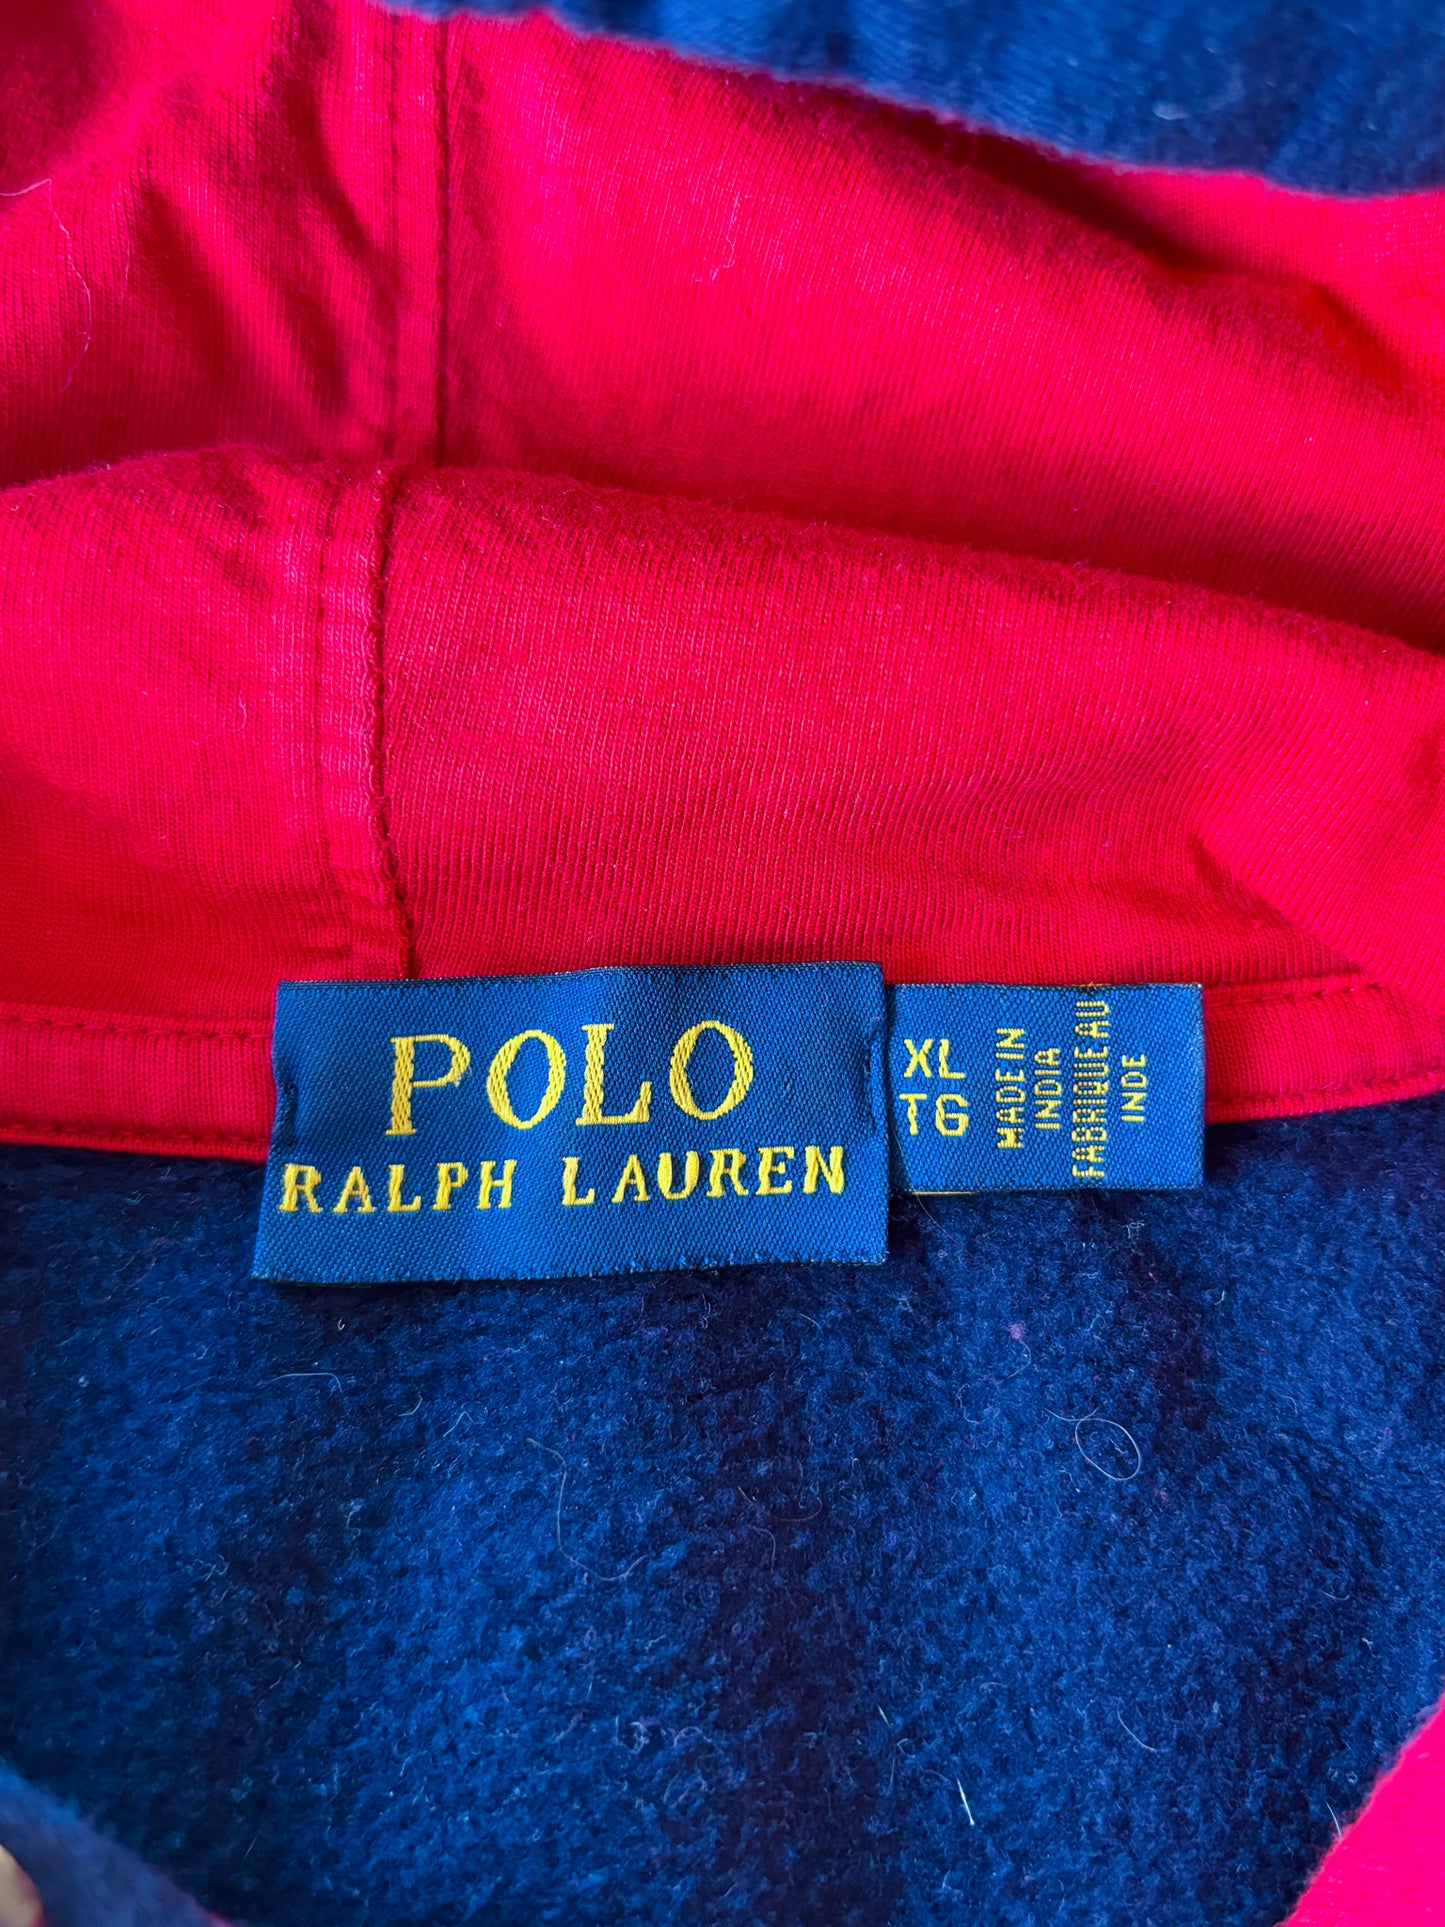 POLO
RALPH LAUREN
XL
TG
MADE IN
INDIA
FABRIQUE AU
INDE